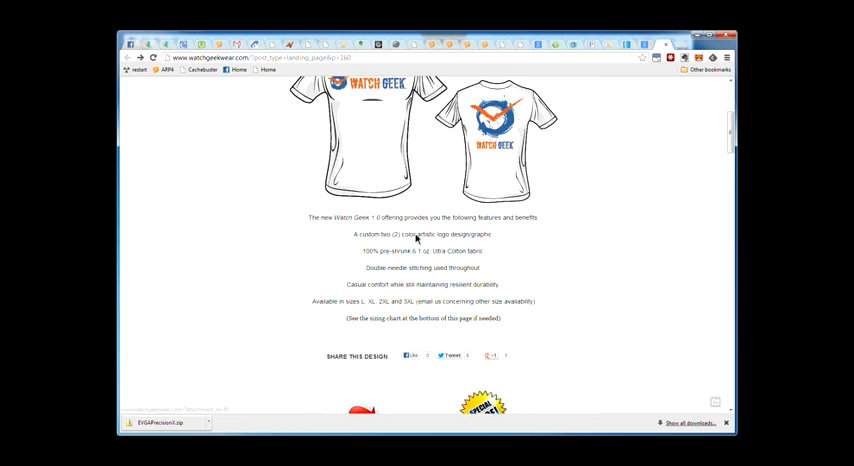 www.watchgeekwear.com/?post_type=landing_page&p=160
restart
ARP4
Cachebuster
Home
Home
Other bookmarks
WATCH GEEK
WATCH GEEK
The new Watch Geek 1.0 offering provides you the following features and benefits
A custom two (2) color artistic logo design/graphic
100% pre-shrunk 6.1 oz. Ultra Cotton fabric
Double-needle stitching used throughout
Casual comfort while still maintaining resilient durability
Available in sizes L, XL, 2XL and 3XL (email us concerning other size availability)
(See the sizing chart at the bottom of this page if needed)
SHARE THIS DESIGN
Like 0
Tweet
+1
SPECIAL
EVGAPrecisionX.zip
Show all downloads...